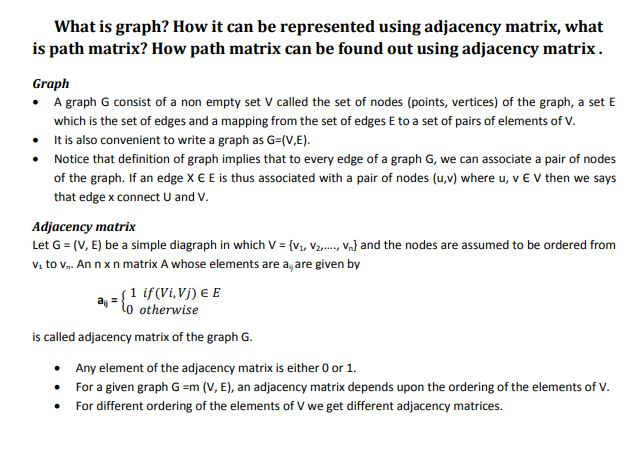 What is graph? How it can be represented using adjacency matrix, what
is path matrix? How path matrix can be found out using adjacency matrix .
Graph
• A graph G consist of a non empty set V called the set of nodes (points, vertices) of the graph, a set E
which is the set of edges and a mapping from the set of edges E to a set of pairs of elements of V.
• It is also convenient to write a graph as G=(V,E).
• Notice that definition of graph implies that to every edge of a graph G, we can associate a pair of nodes
of the graph. If an edge X Є E is thus associated with a pair of nodes (u,v) where u, v Є V then we says
that edge x connect U and V.
Adjacency matrix
Let G = (V, E) be a simple diagraph in which V = {v₁, v₂,...., vₙ} and the nodes are assumed to be ordered from
v₁ to vₙ. An n x n matrix A whose elements are aᵢⱼ are given by
aᵢⱼ = {1 if(Vi,Vj) ∈ E
0 otherwise
is called adjacency matrix of the graph G.
• Any element of the adjacency matrix is either 0 or 1.
• For a given graph G =m (V, E), an adjacency matrix depends upon the ordering of the elements of V.
• For different ordering of the elements of V we get different adjacency matrices.